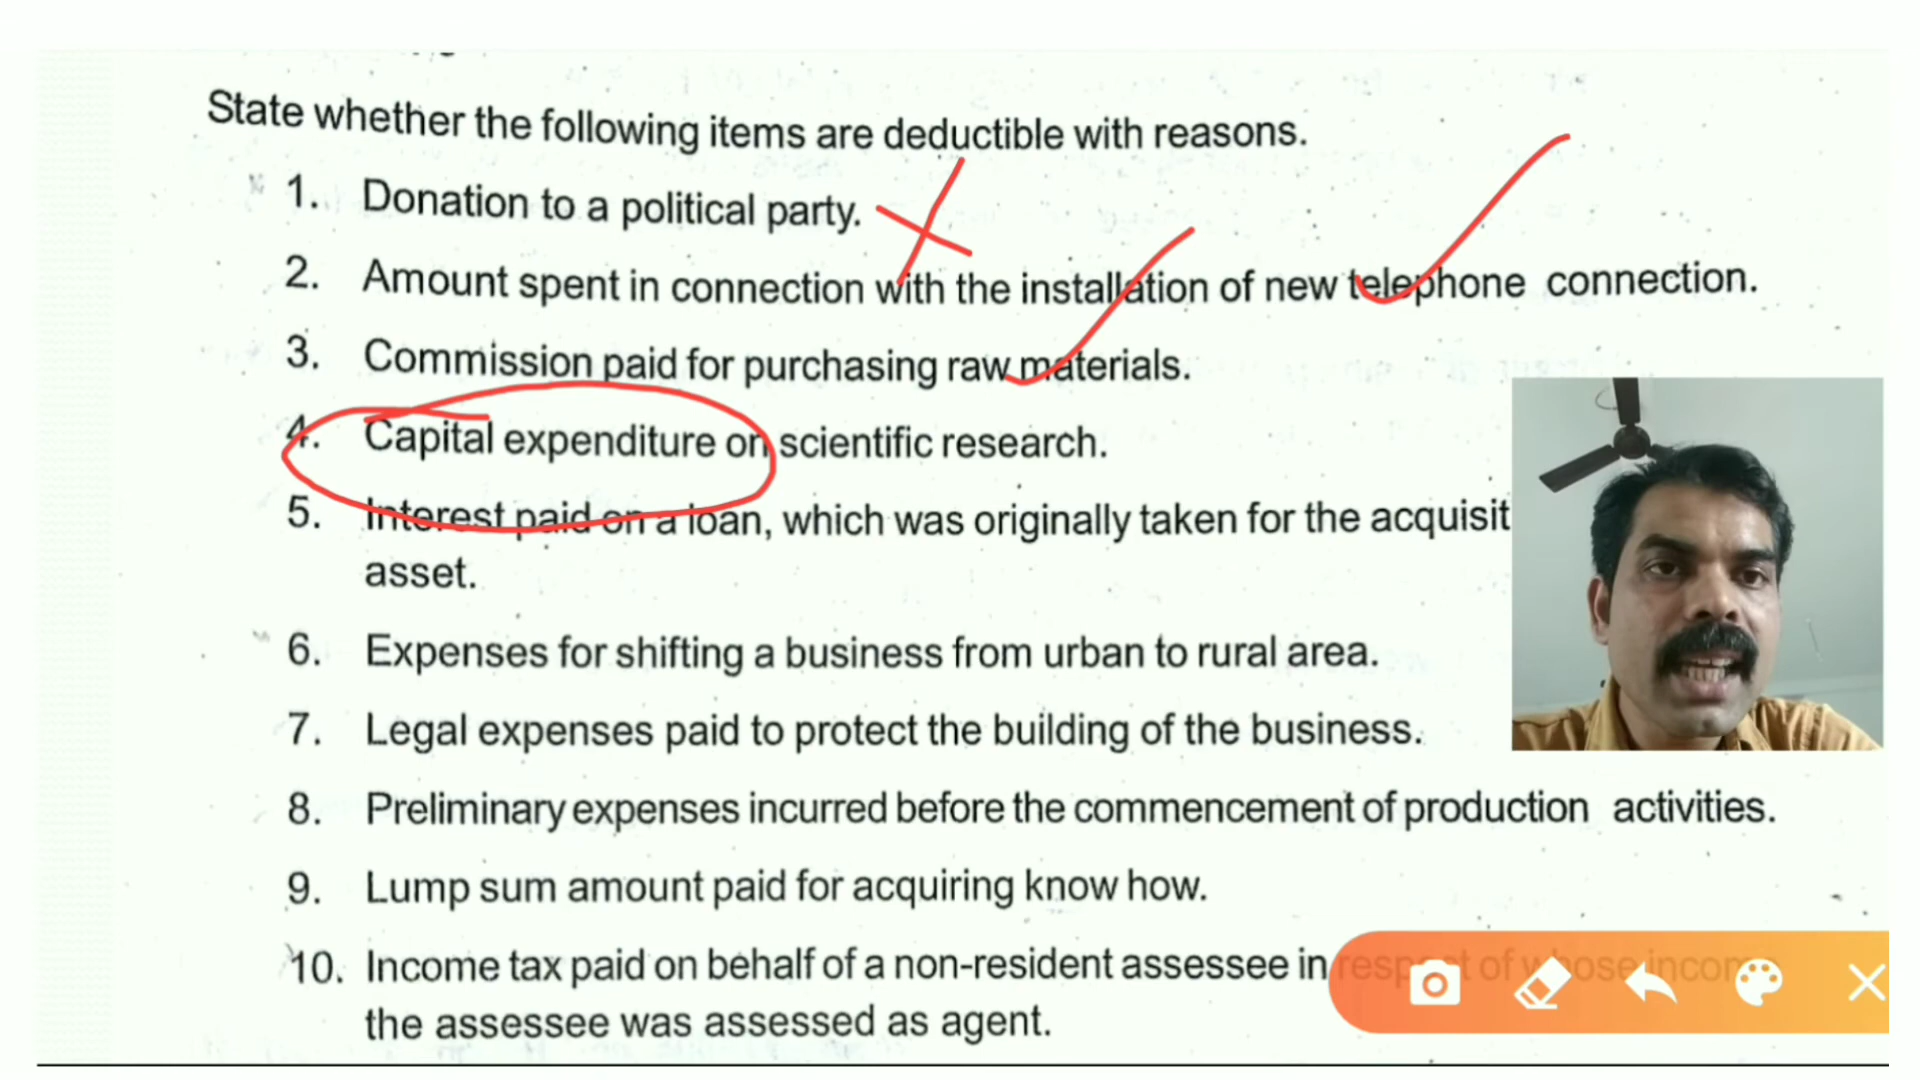 State whether the following items are deductible with reasons.
1. Donation to a political party.
2. Amount spent in connection with the installation of new telephone connection.
3. Commission paid for purchasing raw materials.
4. Capital expenditure on scientific research.
5. Interest paid on a loan, which was originally taken for the acquisit
asset.
6. Expenses for shifting a business from urban to rural area.
7. Legal expenses paid to protect the building of the business.
8. Preliminary expenses incurred before the commencement of production activities.
9. Lump sum amount paid for acquiring know how.
10. Income tax paid on behalf of a non-resident assessee in respect of whose income
the assessee was assessed as agent.